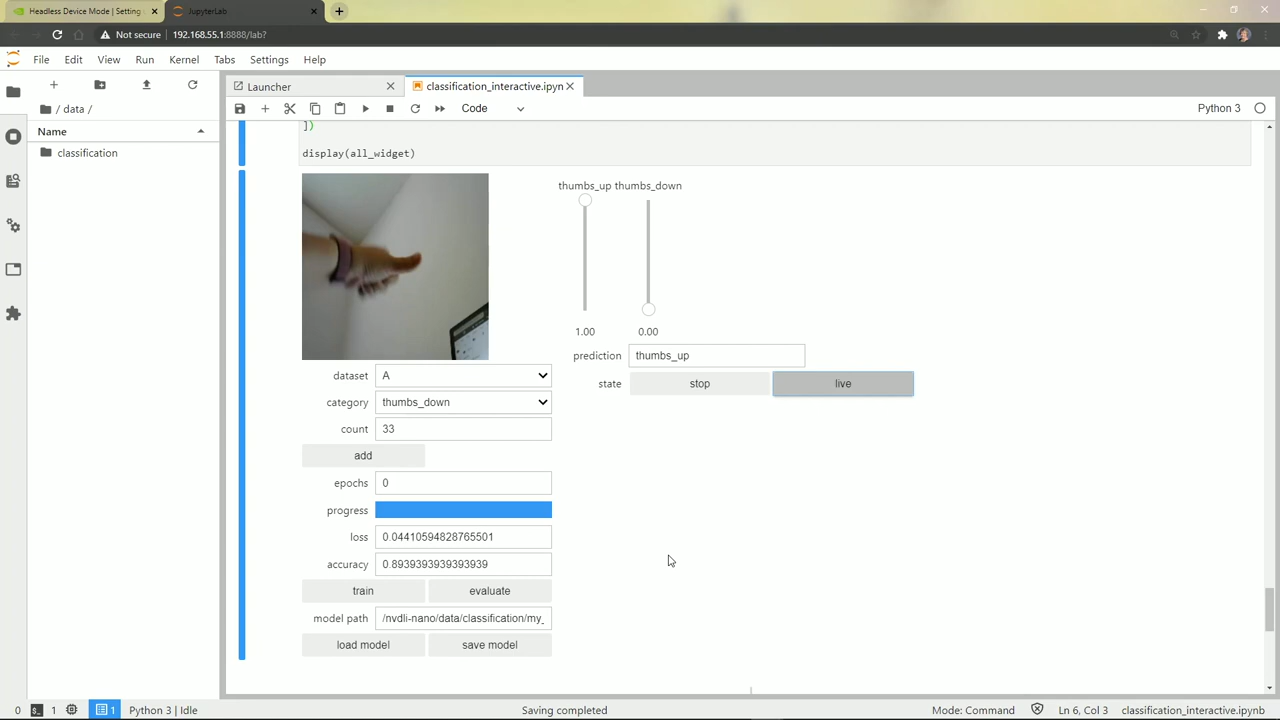 Headless Device Mode | Setting
JupyterLab
Not secure
192.168.55.1:8888/lab?
File Edit View Run Kernel Tabs Settings Help
Launcher
classification_interactive.ipyn
Code
Python 3
/ data /
Name
classification
])
display(all_widget)
thumbs_up thumbs_down
1.00 0.00
prediction thumbs_up
state stop live
dataset A
category thumbs_down
count 33
add
epochs 0
progress
loss 0.04410594828765501
accuracy 0.8939393939393939
train evaluate
model path /nvdli-nano/data/classification/my_
load model save model
0 1 1 Python 3 | Idle Saving completed Mode: Command Ln 6, Col 3 classification_interactive.ipynb